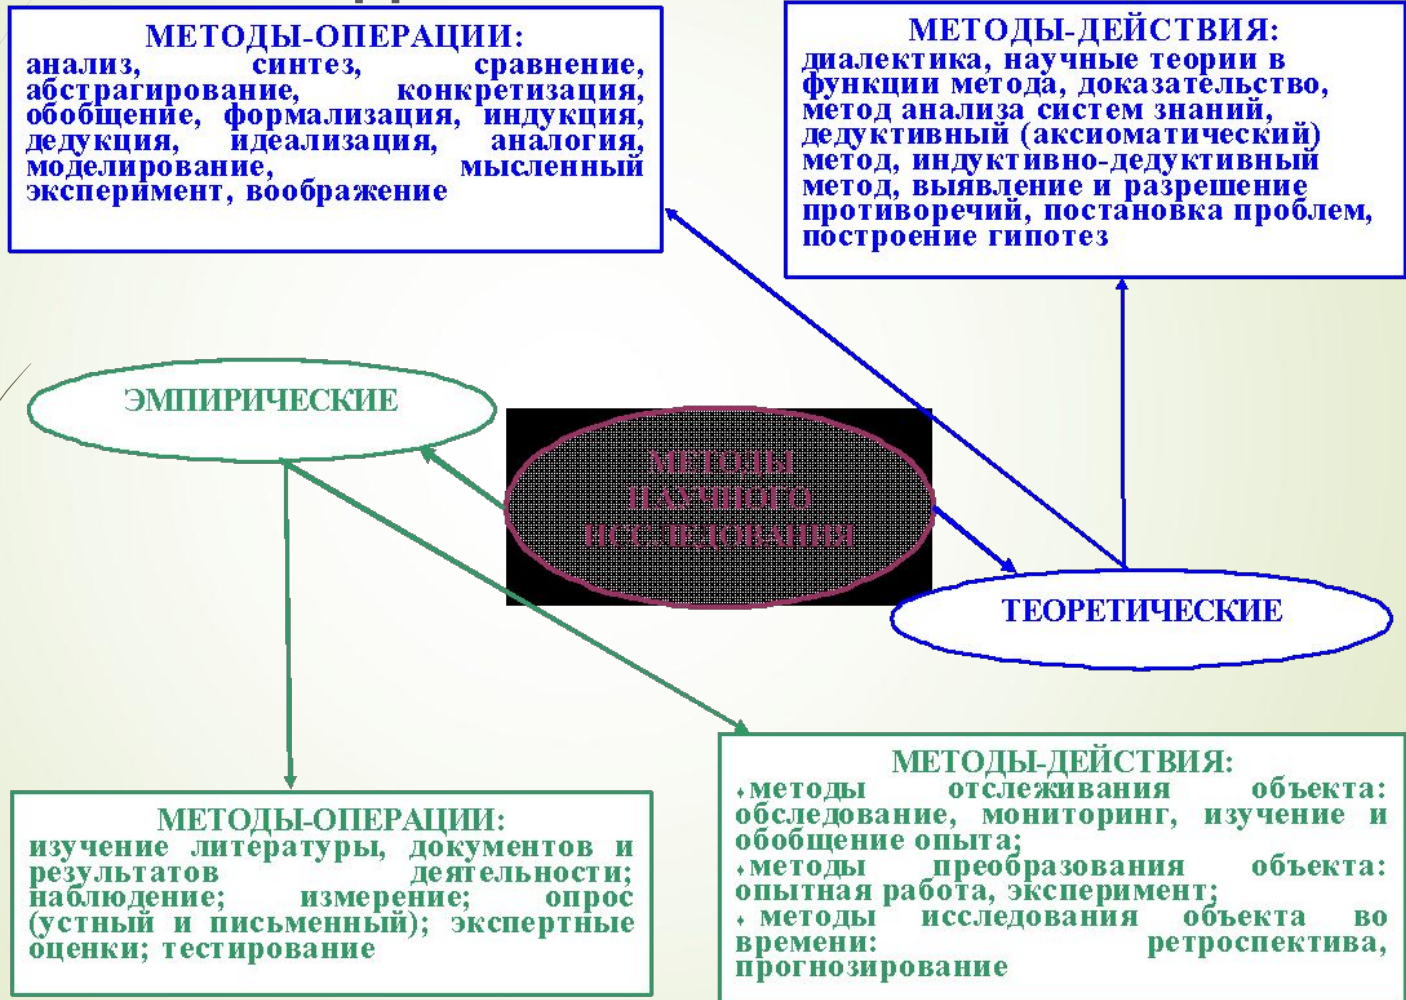 МЕТОДЫ-ОПЕРАЦИИ:
анализ, синтез, сравнение,
абстрагирование, конкретизация,
обобщение, формализация, индукция,
дедукция, идеализация, аналогия,
моделирование, мысленный
эксперимент, воображение
МЕТОДЫ-ДЕЙСТВИЯ:
диалектика, научные теории в
функции метода, доказательство,
метод анализа систем знаний,
дедуктивный (аксиоматический)
метод, индуктивно-дедуктивный
метод, выявление и разрешение
противоречий, постановка проблем,
построение гипотез
ЭМПИРИЧЕСКИЕ
МЕТОДЫ
НАУЧНОГО
ИССЛЕДОВАНИЯ
ТЕОРЕТИЧЕСКИЕ
МЕТОДЫ-ОПЕРАЦИИ:
изучение литературы, документов и
результатов деятельности;
наблюдение; измерение; опрос
(устный и письменный); экспертные
оценки; тестирование
МЕТОДЫ-ДЕЙСТВИЯ:
⬧методы отслеживания объекта:
обследование, мониторинг, изучение и
обобщение опыта;
⬧методы преобразования объекта:
опытная работа, эксперимент;
⬧ методы исследования объекта во
времени: ретроспектива,
прогнозирование